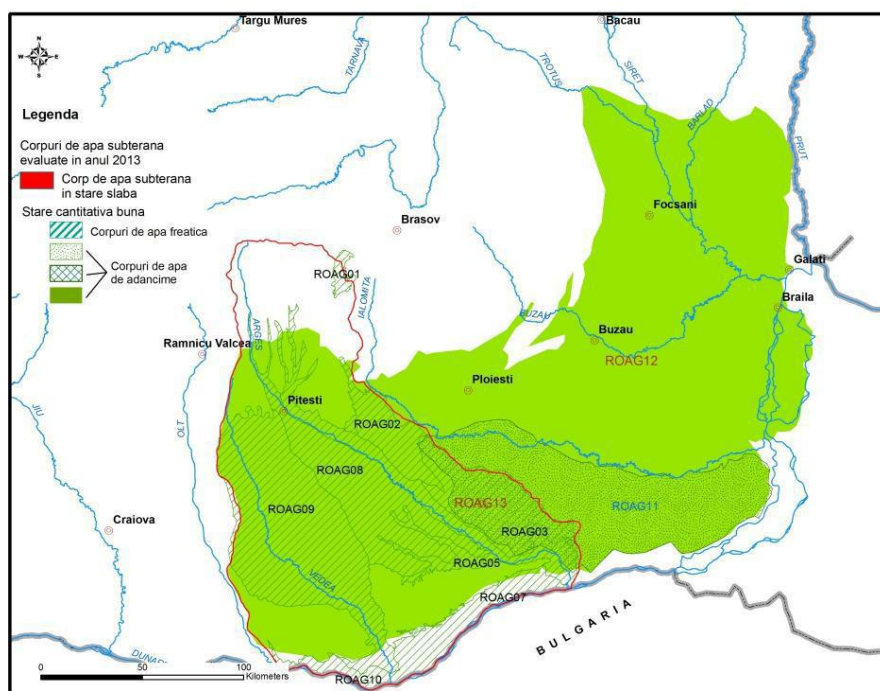 Targu Mures
Bacau
N
W E
S
TARNAVA
TROTUS
SIRET
BARLAD
PRUT
Legenda
Corpuri de apa subterana
evaluate in anul 2013
Corp de apa subterana
in stare slaba
Stare cantitativa buna
Corpuri de apa freatica
Corpuri de apa
de adancime
Brasov
Focsani
Galati
Braila
ROAG01
IALOMITA
BUZAU
Buzau
ROAG12
ARGES
Ramnicu Valcea
Ploiesti
Pitesti
JIU
OLT
ROAG02
ROAG08
ROAG13
ROAG11
ROAG09
ROAG03
Craiova
ROAG05
VEDEA
ROAG07
BULGARIA
DUNAR
ROAG10
0 50 100
Kilometers